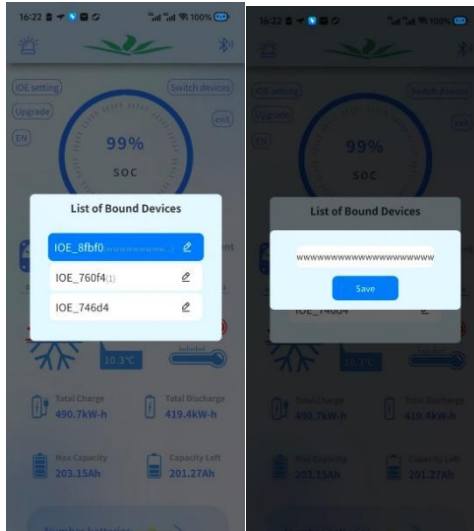 16:22 100%
IOE setting Switch devices
Upgrade exit
EN
99%
SOC
List of Bound Devices
IOE_8fbf0
IOE_760f4(1)
IOE_746d4
10.3°C
Total Charge Total Discharge
490.7kW-h 419.4kW-h
Max Capacity Capacity Left
203.15Ah 201.27Ah
16:22 100%
IOE setting Switch devices
Upgrade exit
EN
99%
SOC
List of Bound Devices
wwwwwwwwwwwwwwwwwwwwww
Save
IOE_746d4
10.3°C
Total Charge Total Discharge
490.7kW-h 419.4kW-h
Max Capacity Capacity Left
203.15Ah 201.27Ah